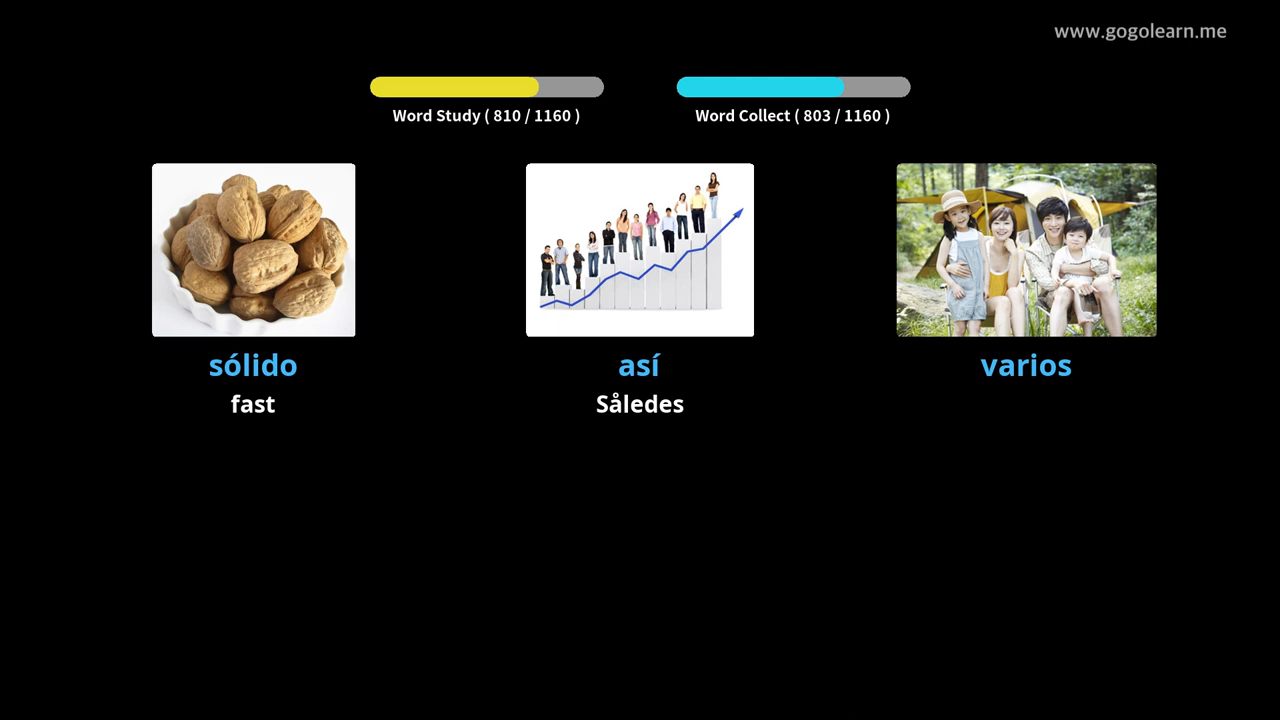 www.gogolearn.me
Word Study ( 810 / 1160 )
Word Collect ( 803 / 1160 )
sólido
fast
así
Således
varios